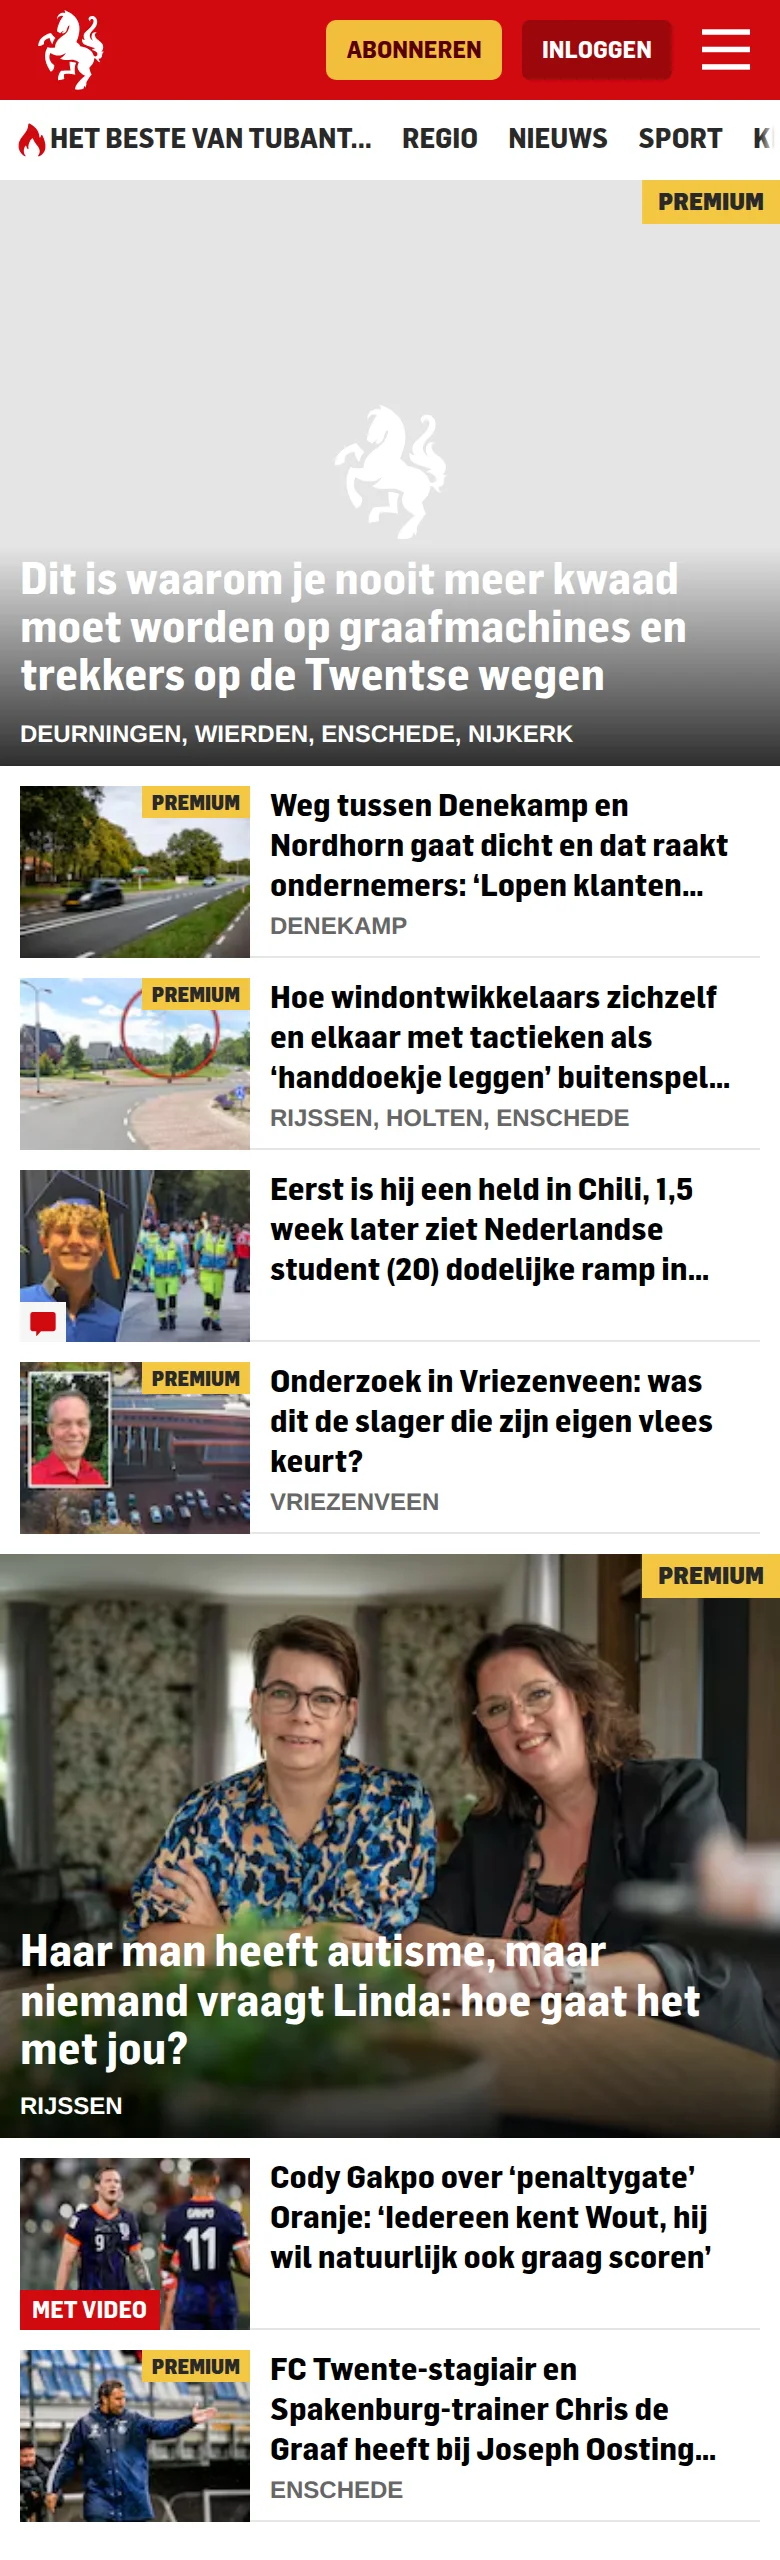 ABONNEREN
INLOGGEN
HET BESTE VAN TUBANT...
REGIO
NIEUWS
SPORT
PREMIUM
Dit is waarom je nooit meer kwaad
moet worden op graafmachines en
trekkers op de Twentse wegen
DEURNINGEN, WIERDEN, ENSCHEDE, NIJKERK
PREMIUM
Weg tussen Denekamp en
Nordhorn gaat dicht en dat raakt
ondernemers: ‘Lopen klanten...
DENEKAMP
PREMIUM
Hoe windontwikkelaars zichzelf
en elkaar met tactieken als
‘handdoekje leggen’ buitenspel...
RIJSSEN, HOLTEN, ENSCHEDE
Eerst is hij een held in Chili, 1,5
week later ziet Nederlandse
student (20) dodelijke ramp in...
PREMIUM
Onderzoek in Vriezenveen: was
dit de slager die zijn eigen vlees
keurt?
VRIEZENVEEN
PREMIUM
Haar man heeft autisme, maar
niemand vraagt Linda: hoe gaat het
met jou?
RIJSSEN
9
GAKPO
11
MET VIDEO
Cody Gakpo over ‘penaltygate’
Oranje: ‘Iedereen kent Wout, hij
wil natuurlijk ook graag scoren’
PREMIUM
FC Twente-stagiair en
Spakenburg-trainer Chris de
Graaf heeft bij Joseph Oosting...
ENSCHEDE